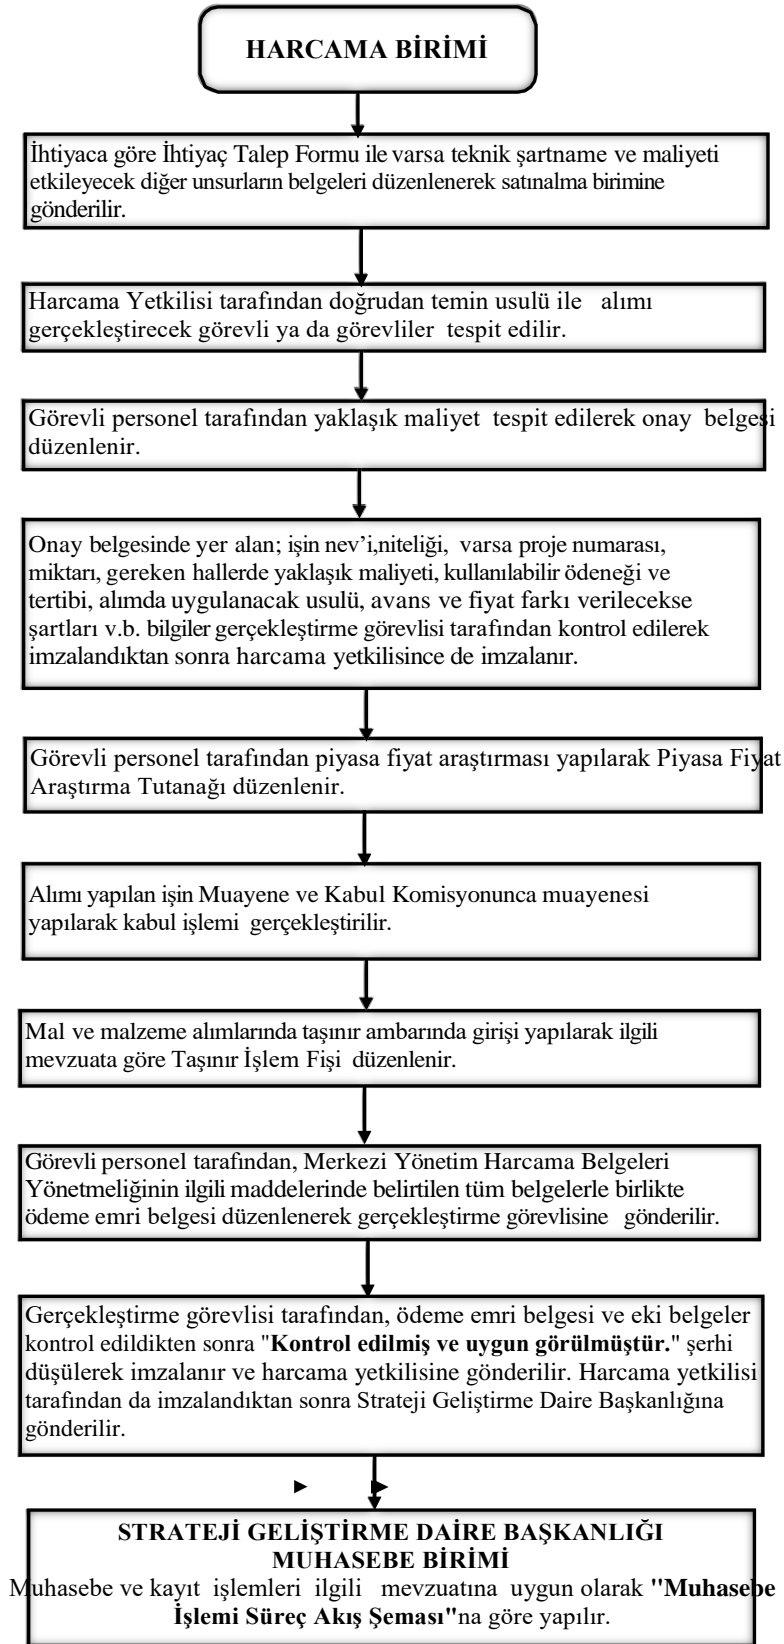 HARCAMA BİRİMİ
İhtiyaca göre İhtiyaç Talep Formu ile varsa teknik şartname ve maliyeti
etkileyecek diğer unsurların belgeleri düzenlenerek satınalma birimine
gönderilir.
Harcama Yetkilisi tarafından doğrudan temin usulü ile alımı
gerçekleştirecek görevli ya da görevliler tespit edilir.
Görevli personel tarafından yaklaşık maliyet tespit edilerek onay belgesi
düzenlenir.
Onay belgesinde yer alan; işin nev’i,niteliği, varsa proje numarası,
miktarı, gereken hallerde yaklaşık maliyeti, kullanılabilir ödeneği ve
tertibi, alımda uygulanacak usulü, avans ve fiyat farkı verilecekse
şartları v.b. bilgiler gerçekleştirme görevlisi tarafından kontrol edilerek
imzalandıktan sonra harcama yetkilisince de imzalanır.
Görevli personel tarafından piyasa fiyat araştırması yapılarak Piyasa Fiyat
Araştırma Tutanağı düzenlenir.
Alımı yapılan işin Muayene ve Kabul Komisyonunca muayenesi
yapılarak kabul işlemi gerçekleştirilir.
Mal ve malzeme alımlarında taşınır ambarında girişi yapılarak ilgili
mevzuata göre Taşınır İşlem Fişi düzenlenir.
Görevli personel tarafından, Merkezi Yönetim Harcama Belgeleri
Yönetmeliğinin ilgili maddelerinde belirtilen tüm belgelerle birlikte
ödeme emri belgesi düzenlenerek gerçekleştirme görevlisine gönderilir.
Gerçekleştirme görevlisi tarafından, ödeme emri belgesi ve eki belgeler
kontrol edildikten sonra "Kontrol edilmiş ve uygun görülmüştür." şerhi
düşülerek imzalanır ve harcama yetkilisine gönderilir. Harcama yetkilisi
tarafından da imzalandıktan sonra Strateji Geliştirme Daire Başkanlığına
gönderilir.
STRATEJİ GELİŞTİRME DAİRE BAŞKANLIĞI
MUHASEBE BİRİMİ
Muhasebe ve kayıt işlemleri ilgili mevzuatına uygun olarak "Muhasebe
İşlemi Süreç Akış Şeması"na göre yapılır.